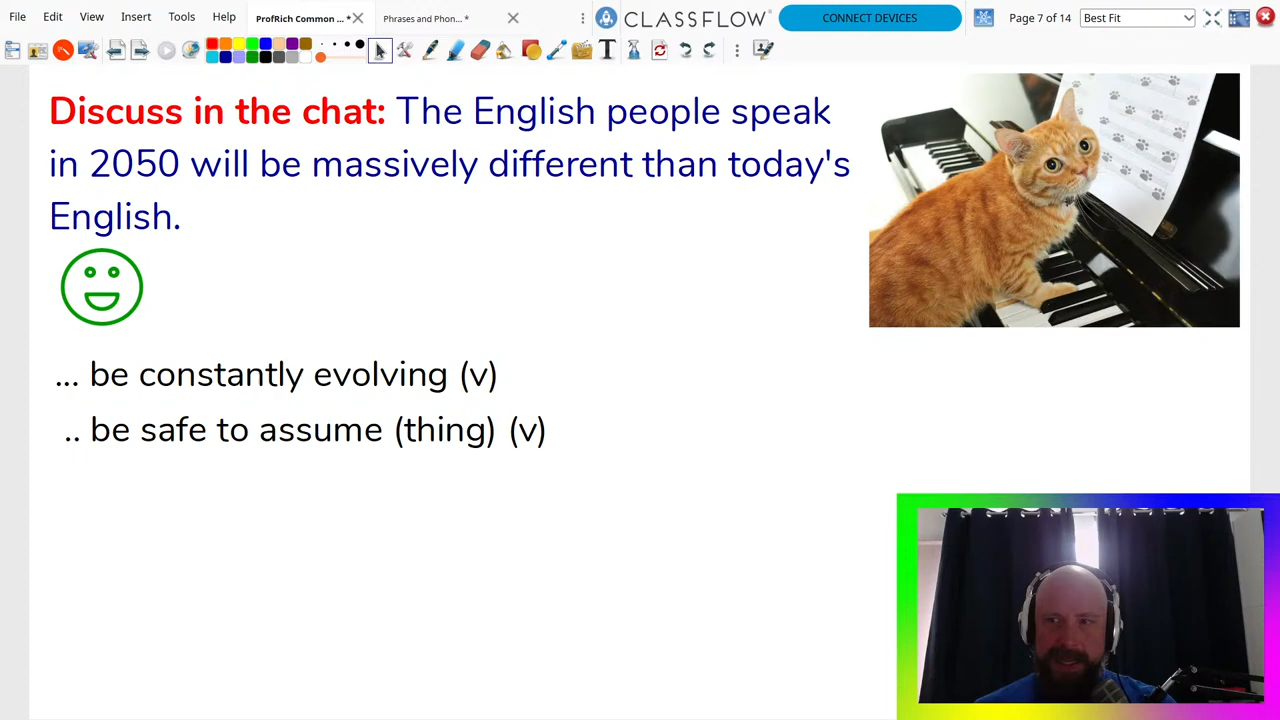 File Edit View Insert Tools Help ProfRich Common ... * Phrases and Phon... * CLASSFLOW CONNECT DEVICES Page 7 of 14 Best Fit
T
Discuss in the chat: The English people speak
in 2050 will be massively different than today's
English.
... be constantly evolving (v)
.. be safe to assume (thing) (v)